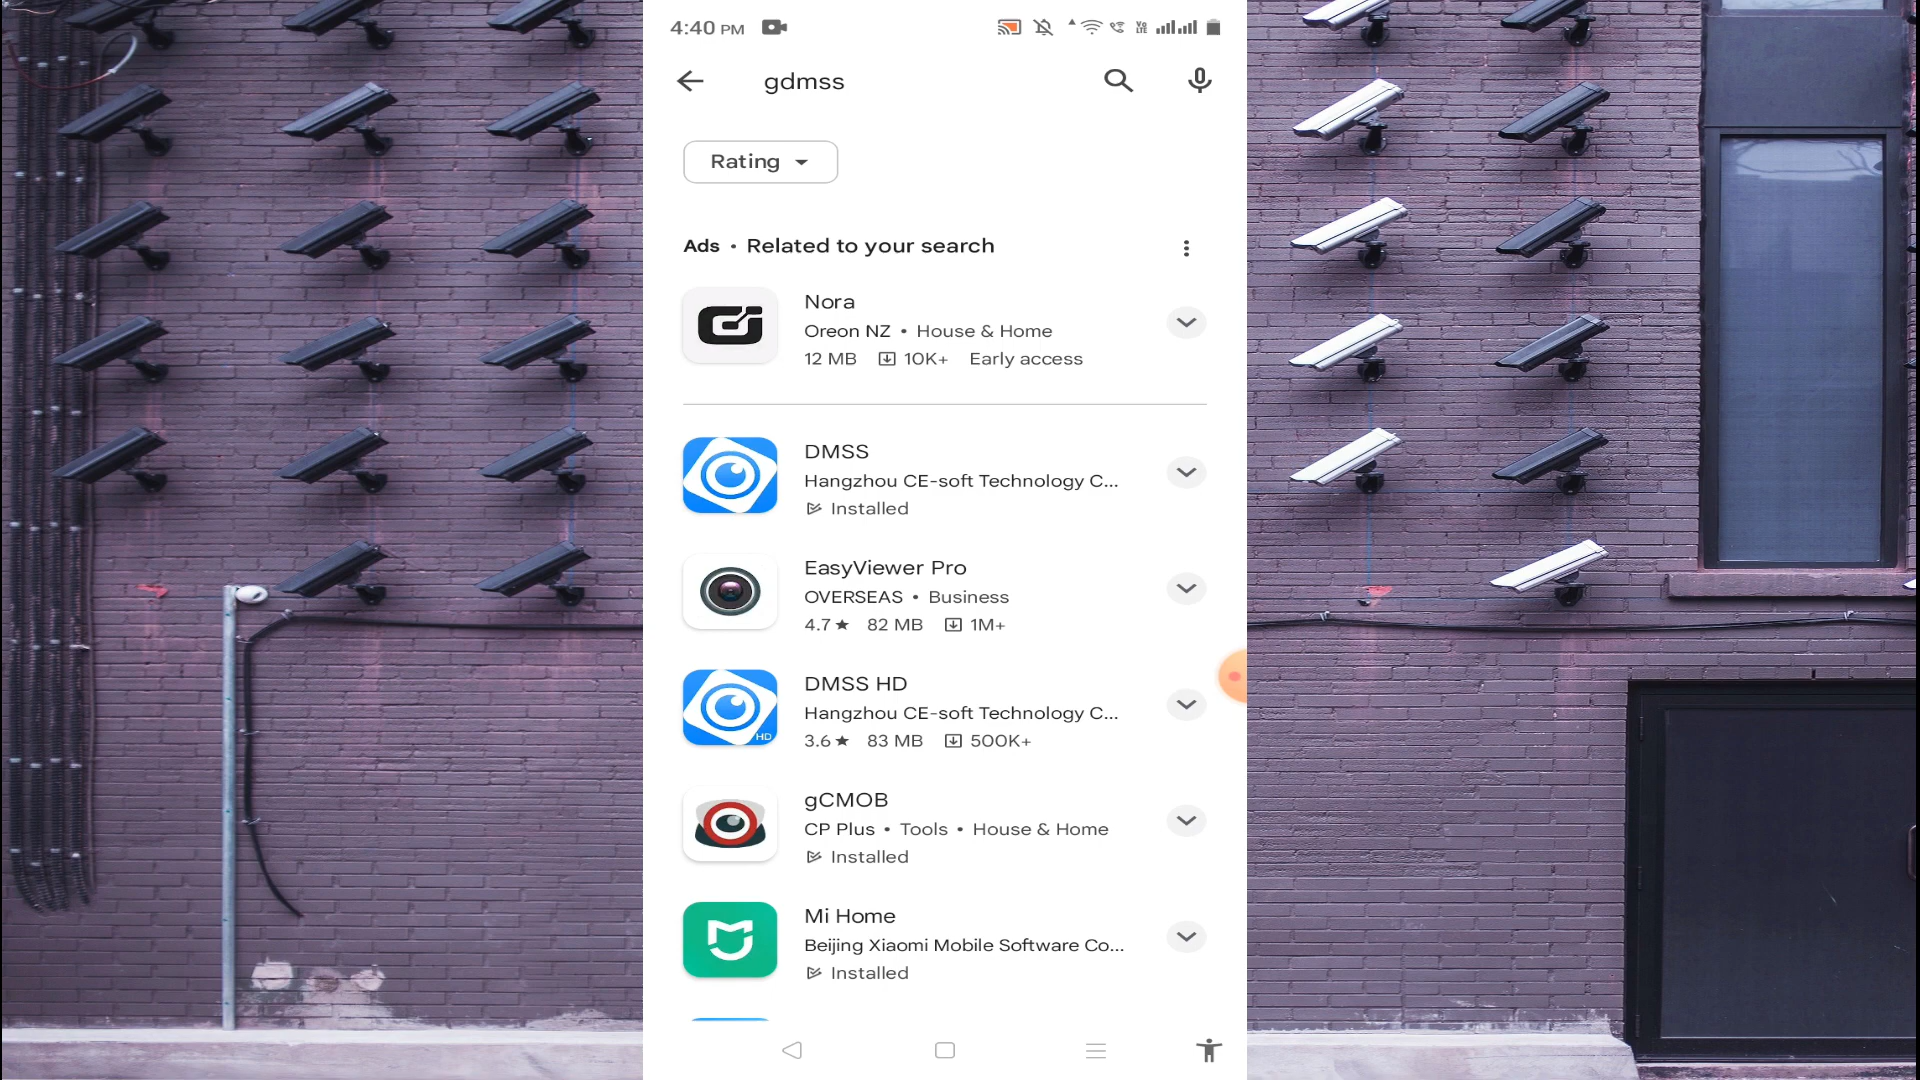 4:40 PM
VO LTE
gdmss
Rating
Ads • Related to your search
Nora
Oreon NZ • House & Home
12 MB 10K+ Early access
DMSS
Hangzhou CE-soft Technology C...
Installed
EasyViewer Pro
OVERSEAS • Business
4.7★ 82 MB 1M+
HD
DMSS HD
Hangzhou CE-soft Technology C...
3.6★ 83 MB 500K+
gCMOB
CP Plus • Tools • House & Home
Installed
Mi Home
Beijing Xiaomi Mobile Software Co...
Installed